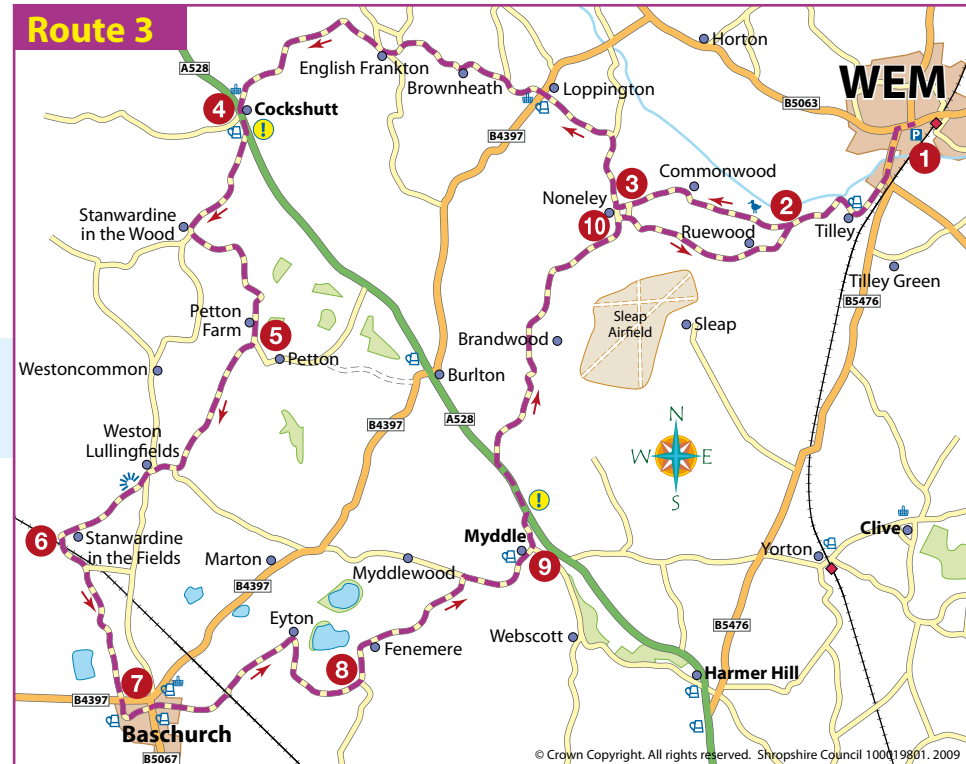 Route 3
Horton
A528
English Frankton
Brownheath
Loppington
WEM
B5063
4
Cockshutt
!
B4397
P
1
3
Commonwood
2
Stanwardine
in the Wood
Noneley
10
Ruewood
Tilley
Tilley Green
B5476
Petton
Farm
5
Petton
Sleap
Airfield
Sleap
Brandwood
Westoncommon
Burlton
B4397
A528
N
W
E
S
Weston
Lullingfields
!
6
Stanwardine
in the Fields
Marton
Myddle
9
Clive
Yorton
Myddlewood
B4397
Eyton
B5476
Webscott
8
Fenemere
7
Harmer Hill
B4397
Baschurch
B5067
© Crown Copyright. All rights reserved. Shropshire Council 100019801. 2009